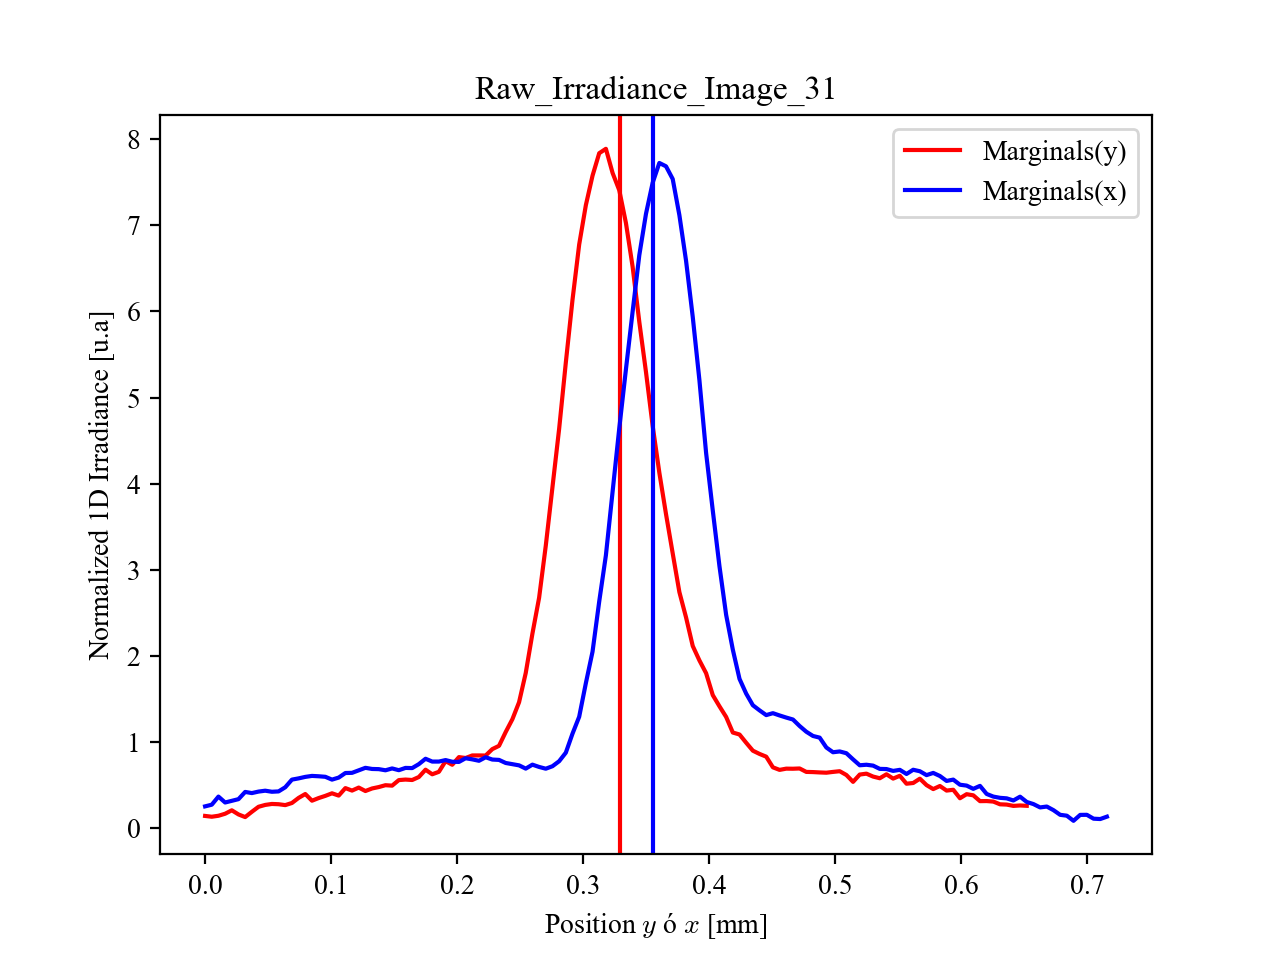 Raw_Irradiance_Image_31
Marginals(y)
Marginals(x)
Normalized 1D Irradiance [u.a]
8
7
6
5
4
3
2
1
0
0.0 0.1 0.2 0.3 0.4 0.5 0.6 0.7
Position y ó x [mm]